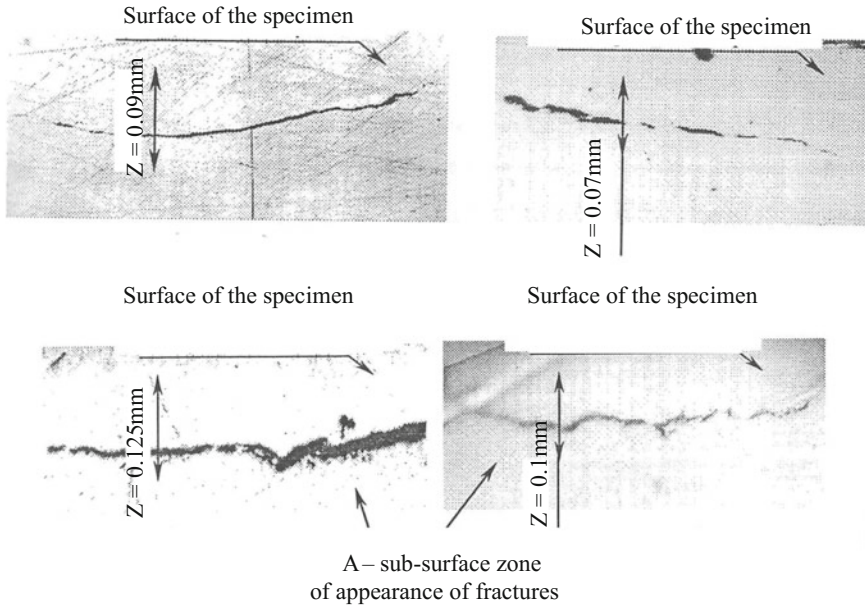 Surface of the specimen
Surface of the specimen
Z = 0.09mm
Z = 0.07mm
Surface of the specimen
Surface of the specimen
Z = 0.125mm
Z = 0.1mm
A – sub-surface zone
of appearance of fractures